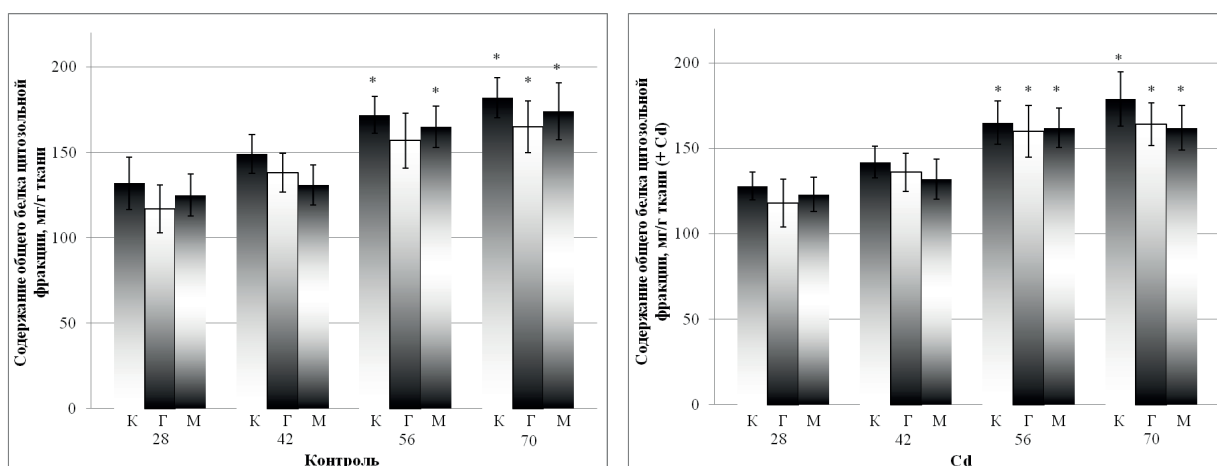 Содержание общего белка цитозольной
фракции, мг/г ткани
200
150
100
50
0
* * * * *
К Г М К Г М К Г М К Г М
28 42 56 70
Контроль
Содержание общего белка цитозольной
фракции, мг/г ткани (+ Cd)
200
150
100
50
0
* * * * * *
К Г М К Г М К Г М К Г М
28 42 56 70
Cd